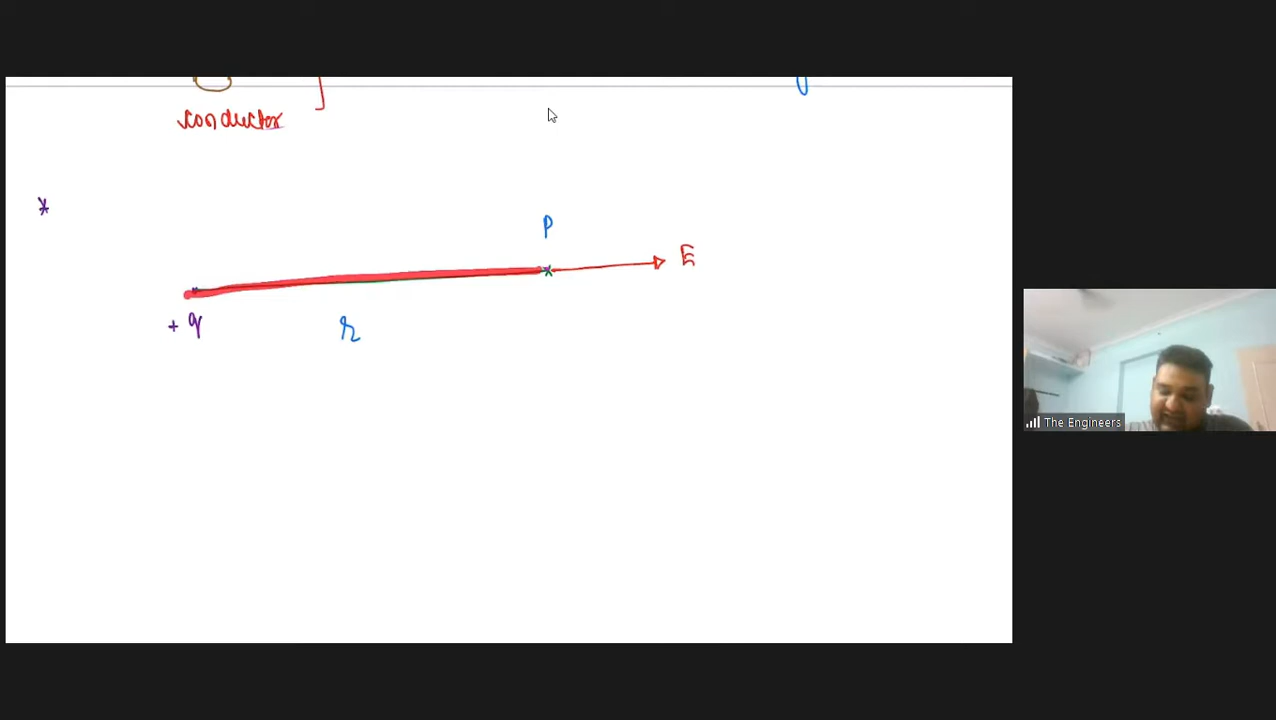 conductor
*
P
E
+ q
r
The Engineers